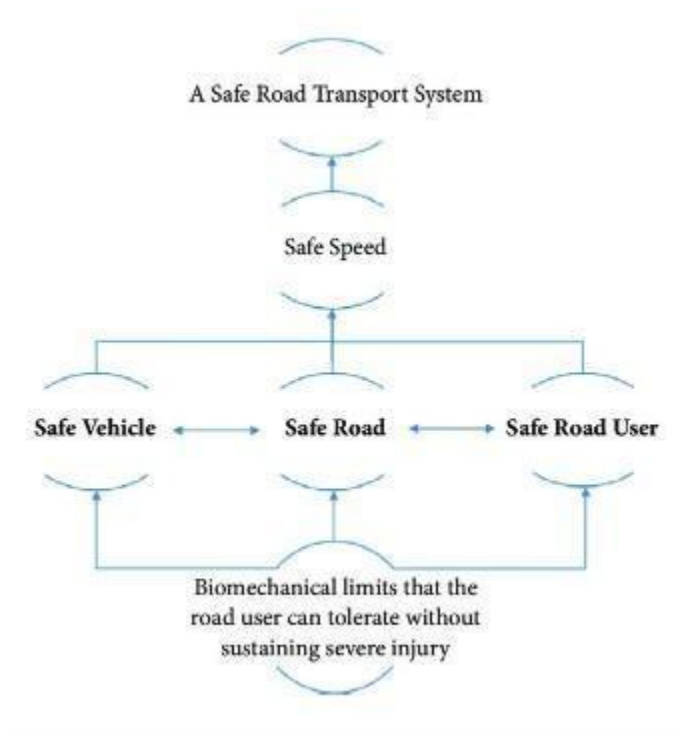 A Safe Road Transport System
Safe Speed
Safe Vehicle
Safe Road
Safe Road User
Biomechanical limits that the
road user can tolerate without
sustaining severe injury